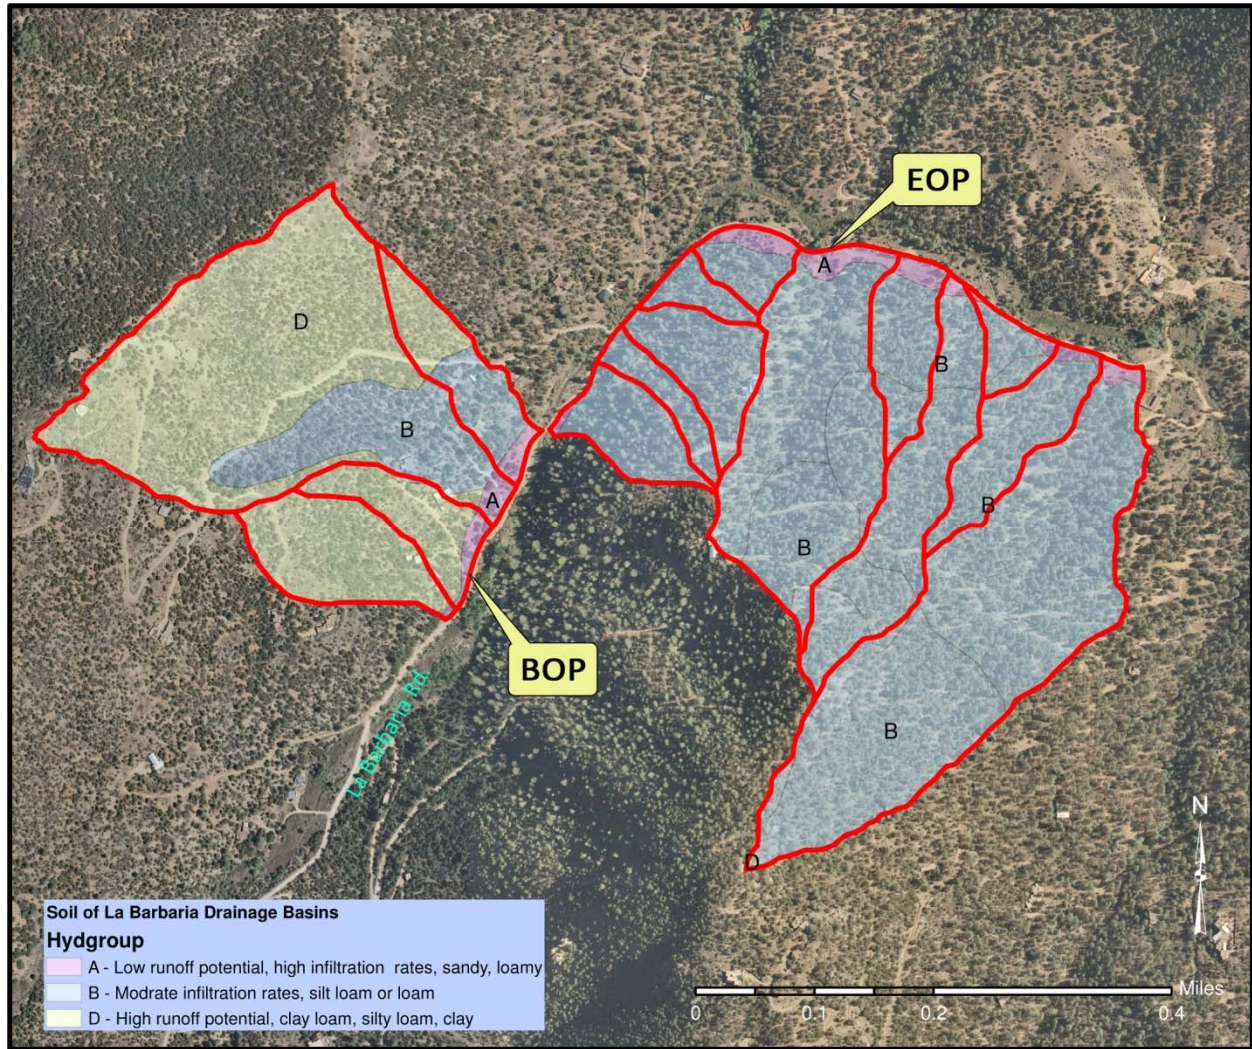 EOP
A
D
B
B
A
B
B
BOP
La Barbaria Rd.
B
D
N
Soil of La Barbaria Drainage Basins
Hydgroup
A - Low runoff potential, high infiltration rates, sandy, loamy
B - Modrate infiltration rates, silt loam or loam
D - High runoff potential, clay loam, silty loam, clay
Miles
0 0.1 0.2 0.4